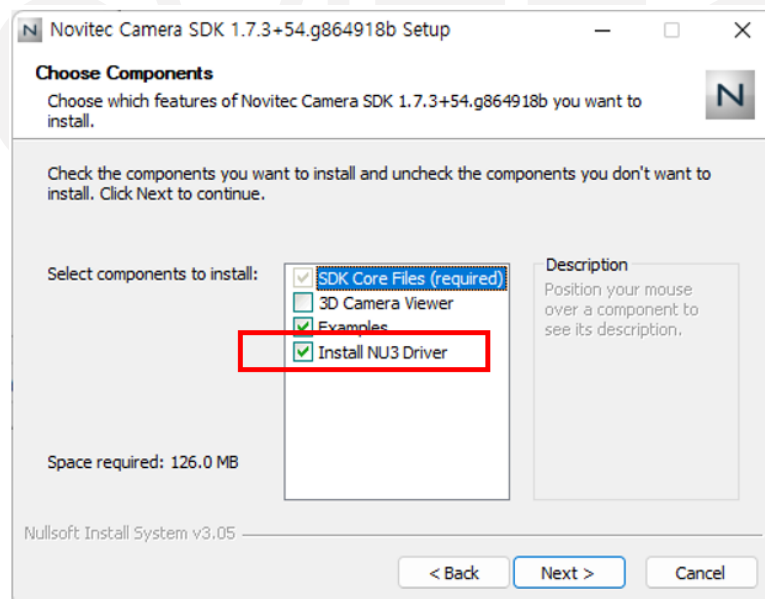 Novitec Camera SDK 1.7.3+54.g864918b Setup
Choose Components
Choose which features of Novitec Camera SDK 1.7.3+54.g864918b you want to
install.
N
Check the components you want to install and uncheck the components you don't want to
install. Click Next to continue.
Select components to install:
SDK Core Files (required)
3D Camera Viewer
Examples
Install NU3 Driver
Description
Position your mouse
over a component to
see its description.
Space required: 126.0 MB
Nullsoft Install System v3.05
< Back
Next >
Cancel